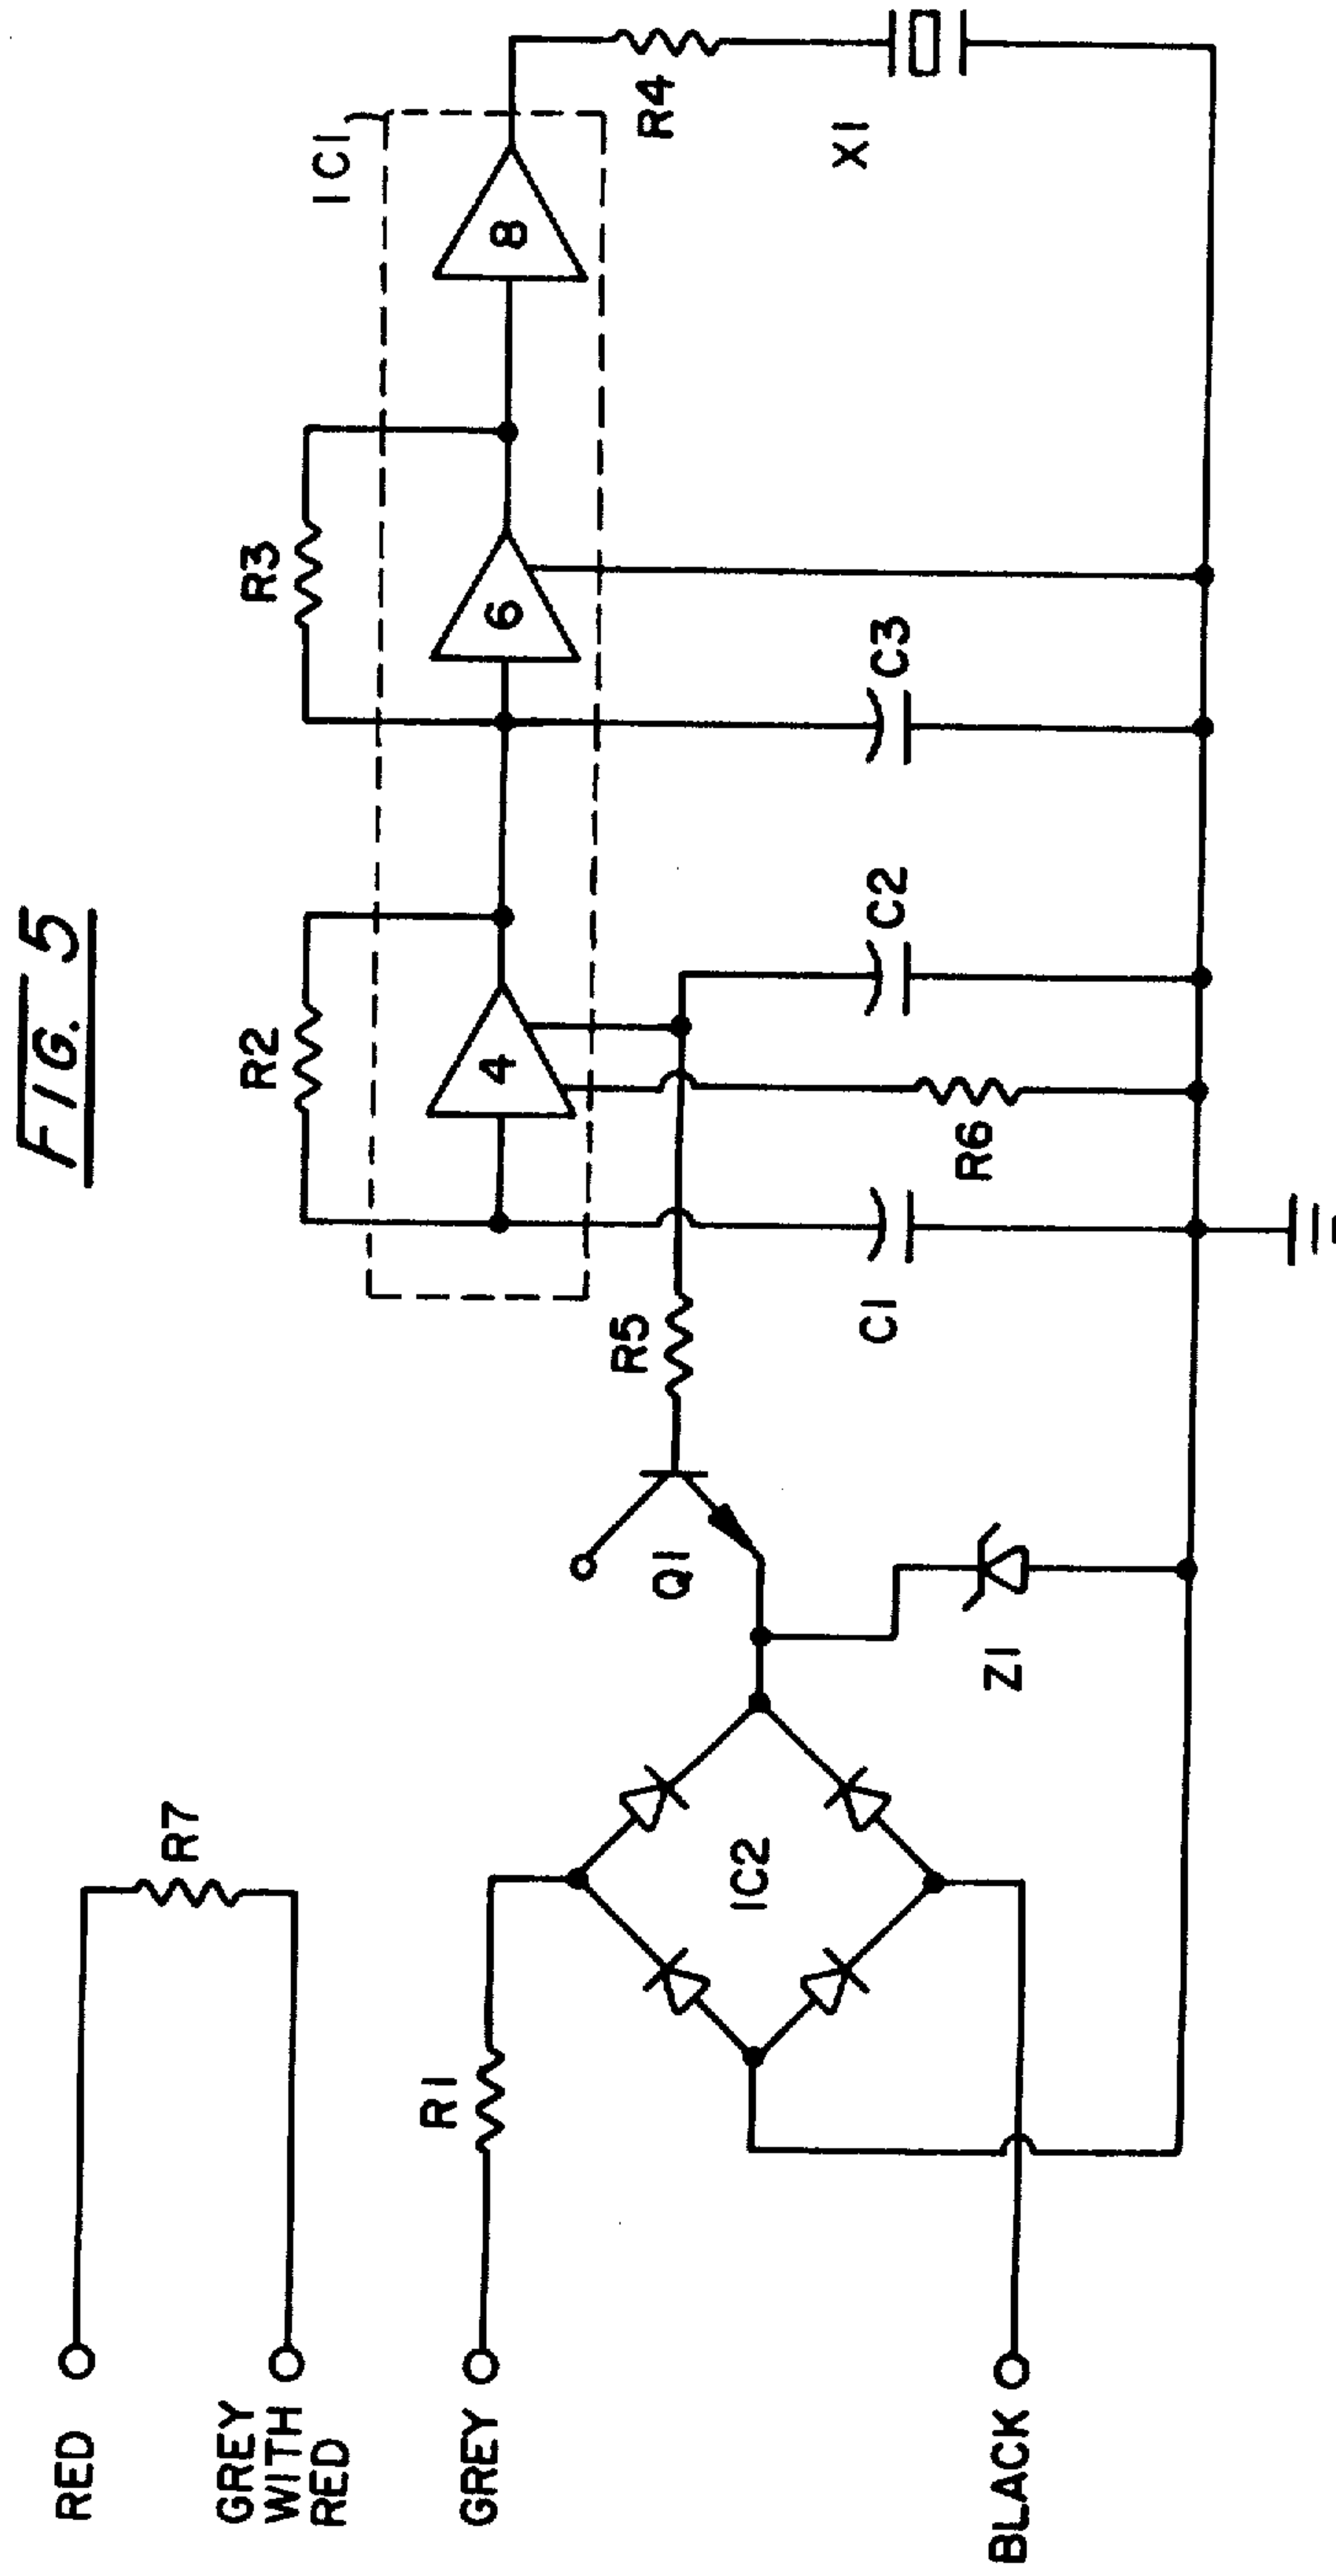 FIG. 5
RED
GREY
WITH
RED
GREY
BLACK
R7
R1
IC2
Q1
Z1
R5
C1
R6
C2
C3
R2
R3
IC1
4
6
8
R4
X1